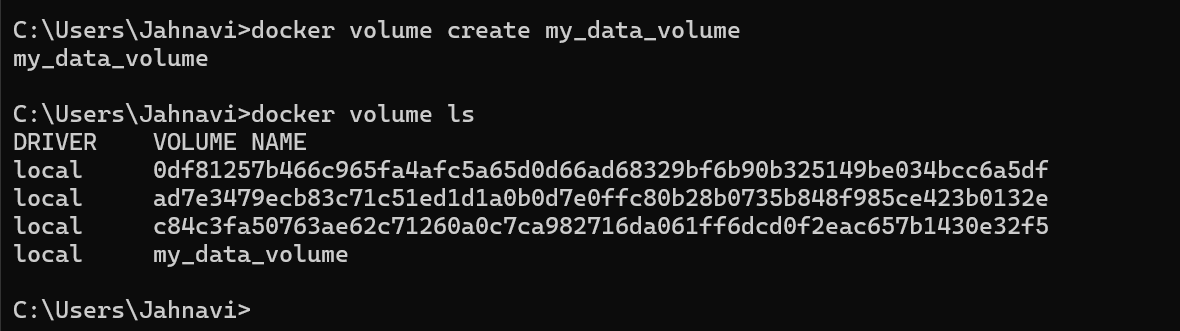 C:\Users\Jahnavi>docker volume create my_data_volume
my_data_volume

C:\Users\Jahnavi>docker volume ls
DRIVER    VOLUME NAME
local     0df81257b466c965fa4afc5a65d0d66ad68329bf6b90b325149be034bcc6a5df
local     ad7e3479ecb83c71c51ed1d1a0b0d7e0ffc80b28b0735b848f985ce423b0132e
local     c84c3fa50763ae62c71260a0c7ca982716da061ff6dcd0f2eac657b1430e32f5
local     my_data_volume

C:\Users\Jahnavi>